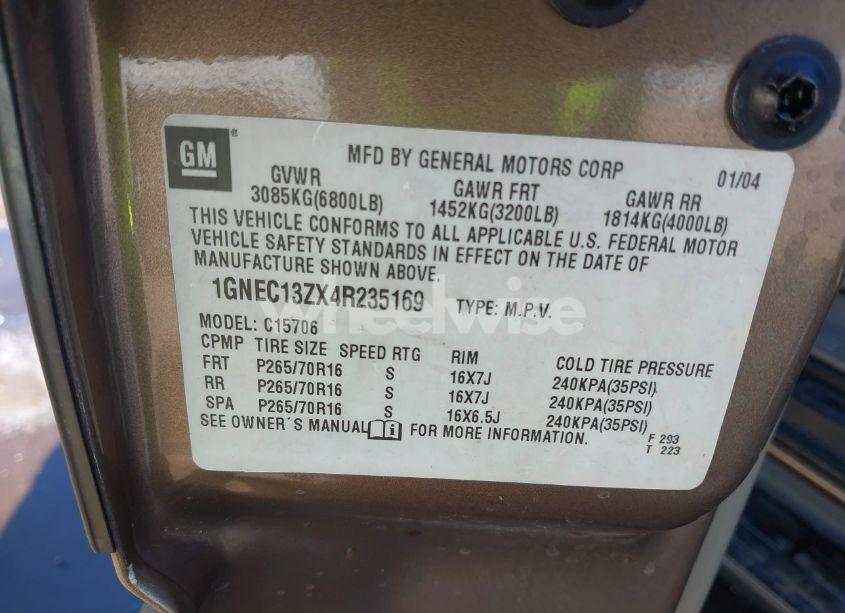 GM ®
MFD BY GENERAL MOTORS CORP 01/04
GVWR GAWR FRT GAWR RR
3085KG(6800LB) 1452KG(3200LB) 1814KG(4000LB)
THIS VEHICLE CONFORMS TO ALL APPLICABLE U.S. FEDERAL MOTOR
VEHICLE SAFETY STANDARDS IN EFFECT ON THE DATE OF
MANUFACTURE SHOWN ABOVE.
1GNEC13ZX4R235169 TYPE: M.P.V.
wheelwise
MODEL: C15706
CPMP TIRE SIZE SPEED RTG RIM COLD TIRE PRESSURE
FRT P265/70R16 S 16X7J 240KPA(35PSI)
RR P265/70R16 S 16X7J 240KPA(35PSI)
SPA P265/70R16 S 16X6.5J 240KPA(35PSI)
SEE OWNER´S MANUAL i FOR MORE INFORMATION.
F 293
T 223